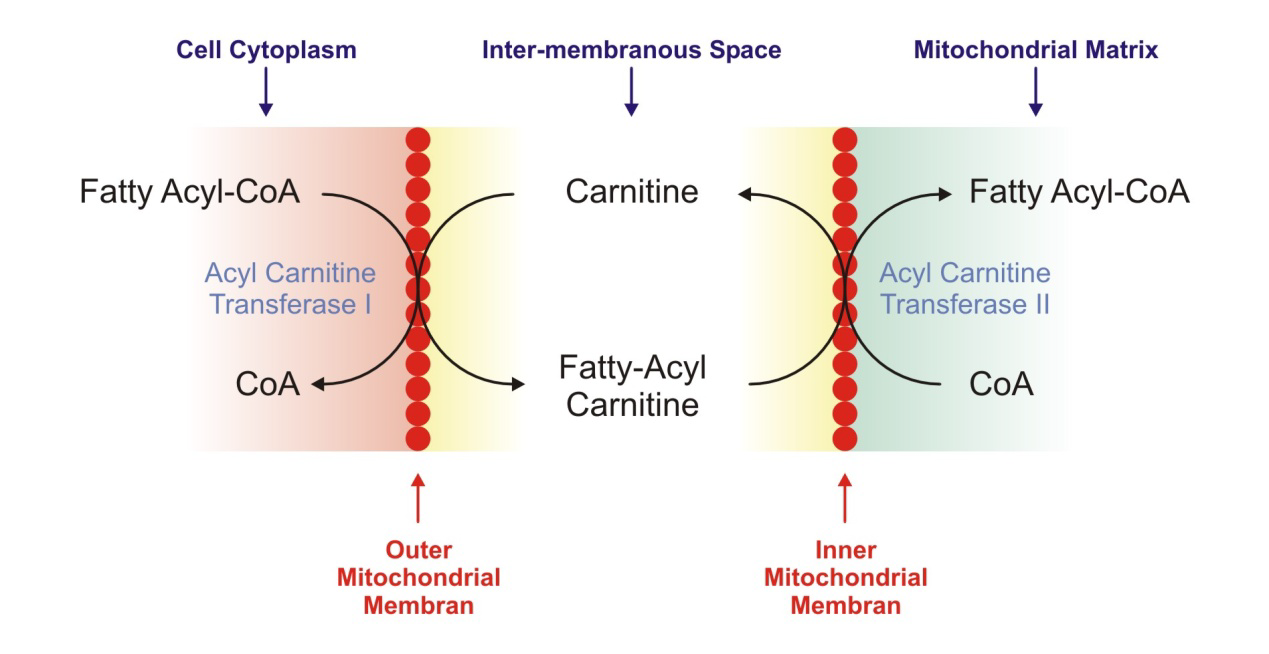 Cell Cytoplasm
Inter-membranous Space
Mitochondrial Matrix
Fatty Acyl-CoA
Carnitine
Fatty Acyl-CoA
Acyl Carnitine
Transferase I
Acyl Carnitine
Transferase II
CoA
Fatty-Acyl
Carnitine
CoA
Outer
Mitochondrial
Membran
Inner
Mitochondrial
Membran